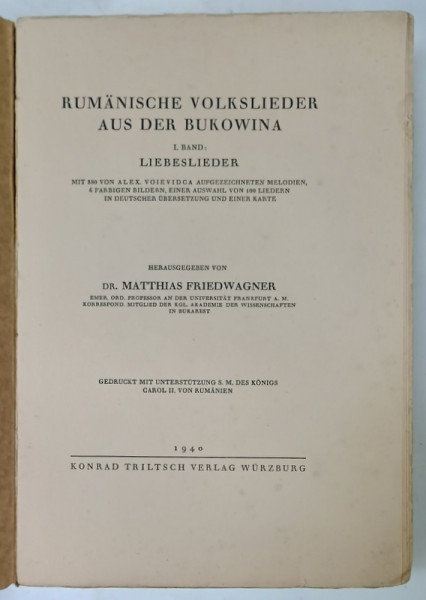 RUMÄNISCHE VOLKSLIEDER
AUS DER BUKOWINA
I. BAND:
LIEBESLIEDER
MIT 380 VON ALEX. VOIEVIDCA AUFGEZEICHNETEN MELODIEN,
6 FARBIGEN BILDERN, EINER AUSWAHL VON 100 LIEDERN
IN DEUTSCHER ÜBERSETZUNG UND EINER KARTE
HERAUSGEGEBEN VON
DR. MATTHIAS FRIEDWAGNER
EMER. ORD. PROFESSOR AN DER UNIVERSITÄT FRANKFURT A. M.
KORRESPOND. MITGLIED DER KGL. AKADEMIE DER WISSENSCHAFTEN
IN BUKAREST
GEDRUCKT MIT UNTERSTÜTZUNG S. M. DES KÖNIGS
CAROL II. VON RUMÄNIEN
1940
KONRAD TRILTSCH VERLAG WÜRZBURG